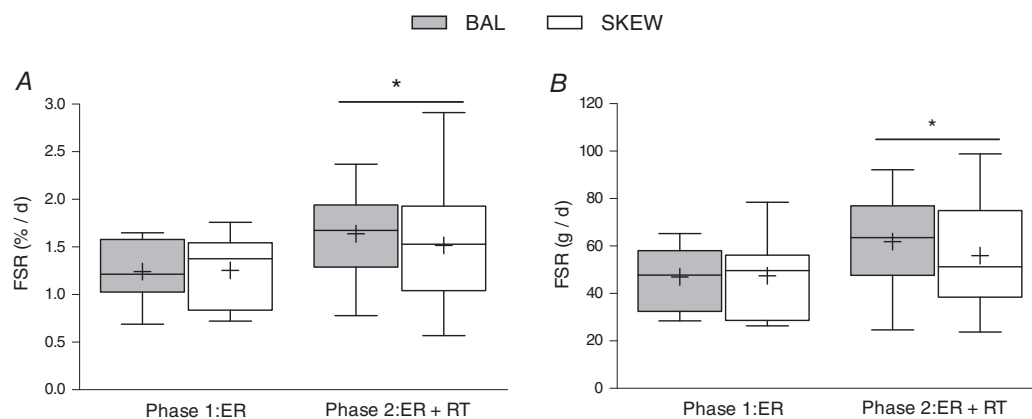 BAL SKEW
A
*
FSR (% / d)
3.0
2.5
2.0
1.5
1.0
0.5
0.0
Phase 1:ER Phase 2:ER + RT
B
*
FSR (g / d)
120
100
80
60
40
20
0
Phase 1:ER Phase 2:ER + RT